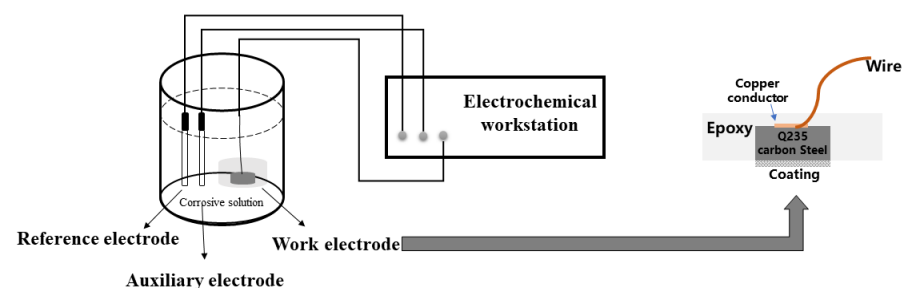 Electrochemical
workstation
Corrosive solution
Reference electrode
Auxiliary electrode
Work electrode
Wire
Copper
conductor
Epoxy
Q235
carbon Steel
Coating